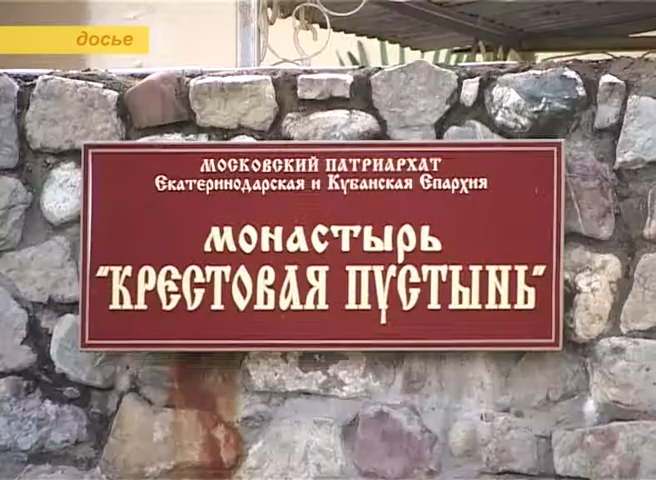 досье
МОСКОВСКИЙ ПАТРИАРХАТ
Екатеринодарская и Кубанская Епархия
МОНАСТЫРЬ
"КРЕСТОВАЯ ПУСТЫНЬ"